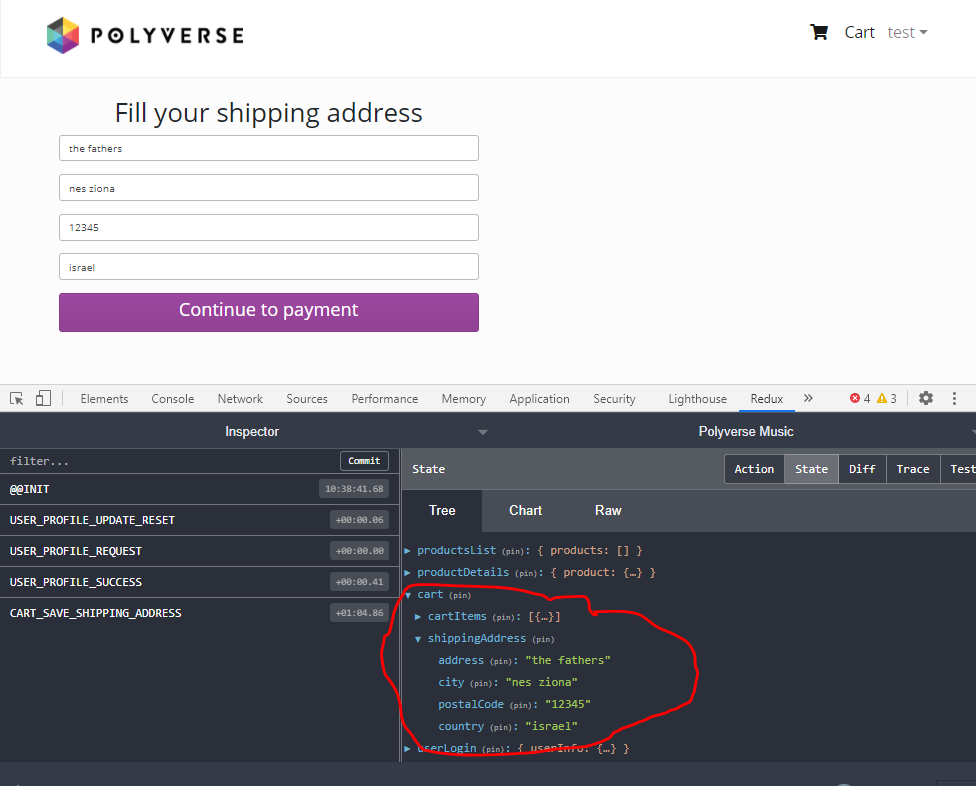 POLYVERSE
Cart test
Fill your shipping address
the fathers
nes ziona
12345
israel
Continue to payment
Elements Console Network Sources Performance Memory Application Security Lighthouse Redux » 4 3
Inspector
Polyverse Music
filter...
Commit
@@INIT 10:38:41.68
USER_PROFILE_UPDATE_RESET +00:00.06
USER_PROFILE_REQUEST +00:00.00
USER_PROFILE_SUCCESS +00:00.41
CART_SAVE_SHIPPING_ADDRESS +01:04.86
State
Action State Diff Trace Test
Tree Chart Raw
productsList (pin): { products: [] }
productDetails (pin): { product: {…} }
cart (pin)
cartItems (pin): [{…}]
shippingAddress (pin)
address (pin): "the fathers"
city (pin): "nes ziona"
postalCode (pin): "12345"
country (pin): "israel"
userLogin (pin): { userInfo: {…} }